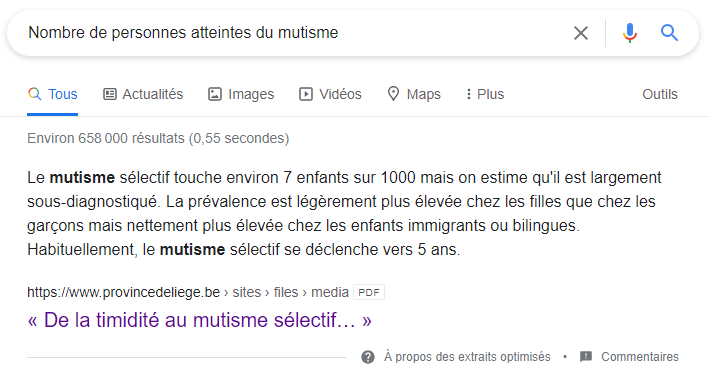 Nombre de personnes atteintes du mutisme
Tous Actualités Images Vidéos Maps Plus Outils
Environ 658 000 résultats (0,55 secondes)
Le mutisme sélectif touche environ 7 enfants sur 1000 mais on estime qu'il est largement
sous-diagnostiqué. La prévalence est légèrement plus élevée chez les filles que chez les
garçons mais nettement plus élevée chez les enfants immigrants ou bilingues.
Habituellement, le mutisme sélectif se déclenche vers 5 ans.
https://www.provincedeliege.be › sites › files › media PDF
« De la timidité au mutisme sélectif… »
À propos des extraits optimisés • Commentaires